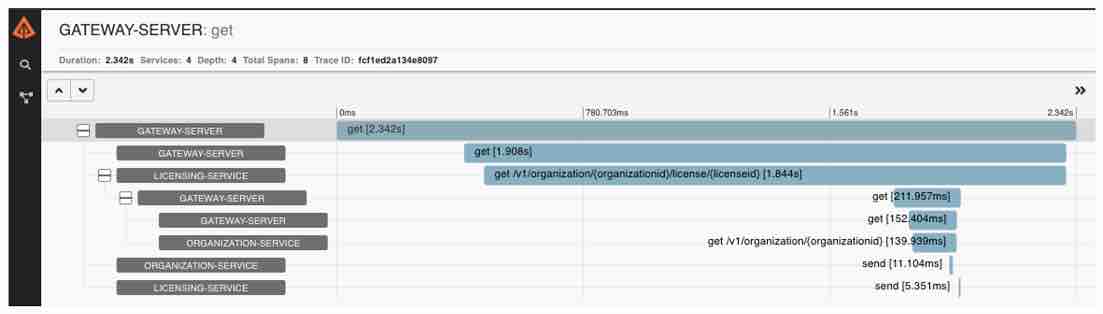 GATEWAY-SERVER: get
Duration: 2.342s Services: 4 Depth: 4 Total Spans: 8 Trace ID: fcf1ed2a134e8097
0ms 780.703ms 1.561s 2.342s
GATEWAY-SERVER get [2.342s]
GATEWAY-SERVER get [1.908s]
LICENSING-SERVICE get /v1/organization/{organizationid}/license/{licenseid} [1.844s]
GATEWAY-SERVER get [211.957ms]
GATEWAY-SERVER get [152.404ms]
ORGANIZATION-SERVICE get /v1/organization/{organizationid} [139.939ms]
ORGANIZATION-SERVICE send [11.104ms]
LICENSING-SERVICE send [5.351ms]